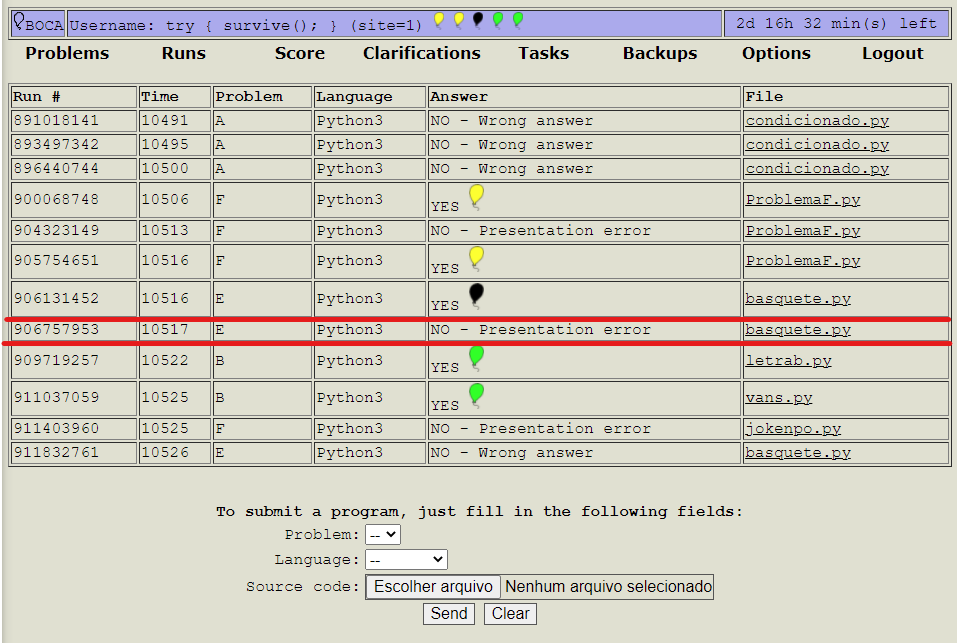 BOCA Username: try { survive(); } (site=1) 2d 16h 32 min(s) left
Problems Runs Score Clarifications Tasks Backups Options Logout
Run # Time Problem Language Answer File
891018141 10491 A Python3 NO - Wrong answer condicionado.py
893497342 10495 A Python3 NO - Wrong answer condicionado.py
896440744 10500 A Python3 NO - Wrong answer condicionado.py
900068748 10506 F Python3 YES ProblemaF.py
904323149 10513 F Python3 NO - Presentation error ProblemaF.py
905754651 10516 F Python3 YES ProblemaF.py
906131452 10516 E Python3 YES basquete.py
906757953 10517 E Python3 NO - Presentation error basquete.py
909719257 10522 B Python3 YES letrab.py
911037059 10525 B Python3 YES vans.py
911403960 10525 F Python3 NO - Presentation error jokenpo.py
911832761 10526 E Python3 NO - Wrong answer basquete.py
To submit a program, just fill in the following fields:
Problem: --
Language: --
Source code: Escolher arquivo Nenhum arquivo selecionado
Send Clear